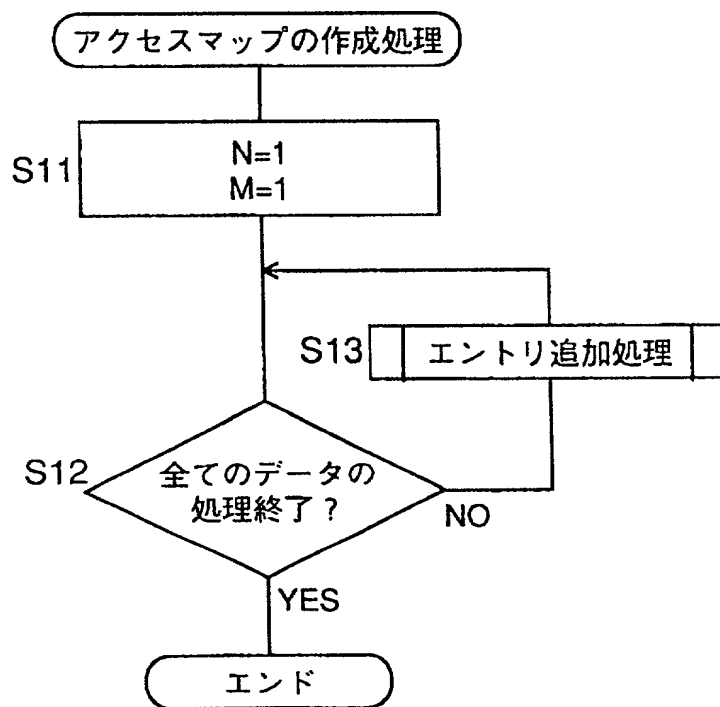 アクセスマップの作成処理
S11
N=1
M=1
S13
エントリ追加処理
S12
全てのデータの
処理終了?
NO
YES
エンド